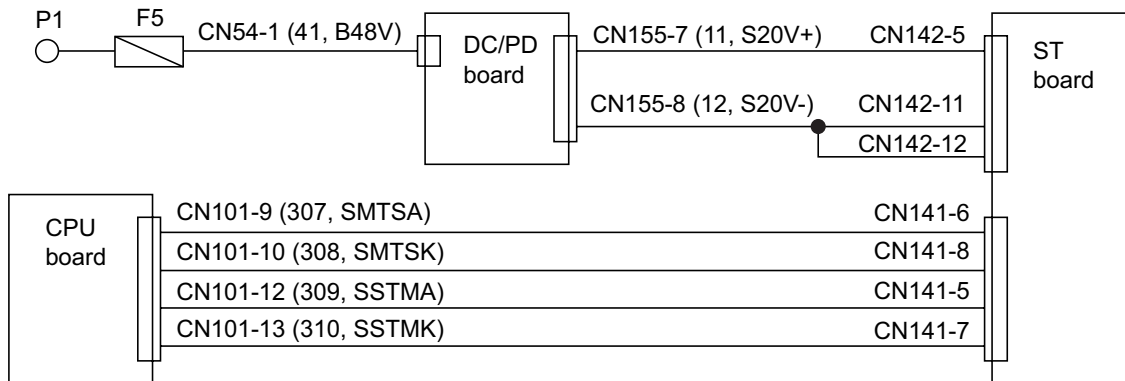 P1
F5
CN54-1 (41, B48V)
DC/PD
board
CN155-7 (11, S20V+)
CN142-5
ST
board
CN155-8 (12, S20V-)
CN142-11
CN142-12
CPU
board
CN101-9 (307, SMTSA)
CN141-6
CN101-10 (308, SMTSK)
CN141-8
CN101-12 (309, SSTMA)
CN141-5
CN101-13 (310, SSTMK)
CN141-7